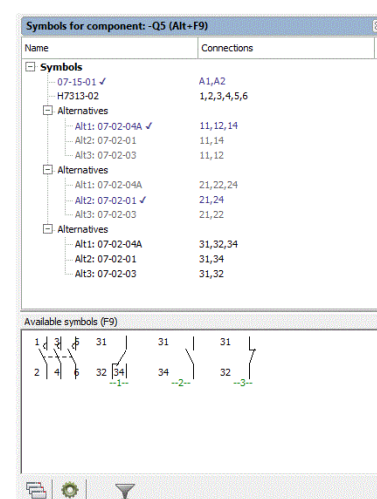 Symbols for component: -Q5 (Alt+F9)
Name Connections
Symbols
07-15-01 ✓ A1,A2
H7313-02 1,2,3,4,5,6
Alternatives
Alt1: 07-02-04A ✓ 11,12,14
Alt2: 07-02-01 11,14
Alt3: 07-02-03 11,12
Alternatives
Alt1: 07-02-04A 21,22,24
Alt2: 07-02-01 ✓ 21,24
Alt3: 07-02-03 21,22
Alternatives
Alt1: 07-02-04A 31,32,34
Alt2: 07-02-01 31,34
Alt3: 07-02-03 31,32
Available symbols (F9)
1 3 5 31 31 31
2 4 6 32 34 34 32
--1-- --2-- --3--